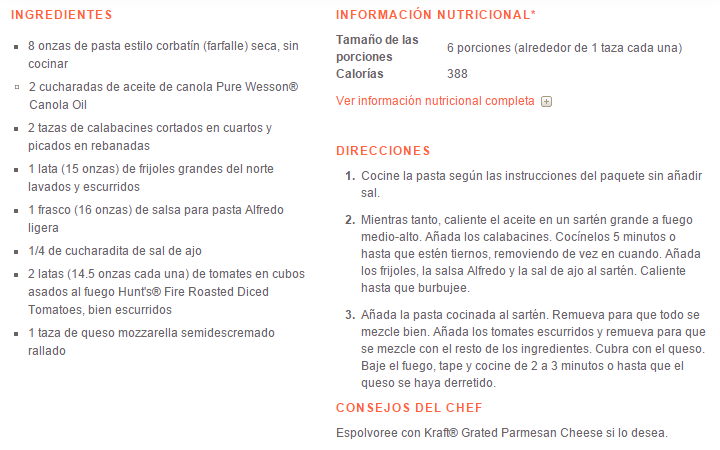 INGREDIENTES
8 onzas de pasta estilo corbatín (farfalle) seca, sin
cocinar
2 cucharadas de aceite de canola Pure Wesson®
Canola Oil
2 tazas de calabacines cortados en cuartos y
picados en rebanadas
1 lata (15 onzas) de frijoles grandes del norte
lavados y escurridos
1 frasco (16 onzas) de salsa para pasta Alfredo
ligera
1/4 de cucharadita de sal de ajo
2 latas (14.5 onzas cada una) de tomates en cubos
asados al fuego Hunt's® Fire Roasted Diced
Tomatoes, bien escurridos
1 taza de queso mozzarella semidescremado
rallado
INFORMACIÓN NUTRICIONAL*
Tamaño de las
porciones
6 porciones (alrededor de 1 taza cada una)
Calorías 388
Ver información nutricional completa
DIRECCIONES
1. Cocine la pasta según las instrucciones del paquete sin añadir
sal.
2. Mientras tanto, caliente el aceite en un sartén grande a fuego
medio-alto. Añada los calabacines. Cocínelos 5 minutos o
hasta que estén tiernos, removiendo de vez en cuando. Añada
los frijoles, la salsa Alfredo y la sal de ajo al sartén. Caliente
hasta que burbujee.
3. Añada la pasta cocinada al sartén. Remueva para que todo se
mezcle bien. Añada los tomates escurridos y remueva para que
se mezcle con el resto de los ingredientes. Cubra con el queso.
Baje el fuego, tape y cocine de 2 a 3 minutos o hasta que el
queso se haya derretido.
CONSEJOS DEL CHEF
Espolvoree con Kraft® Grated Parmesan Cheese si lo desea.